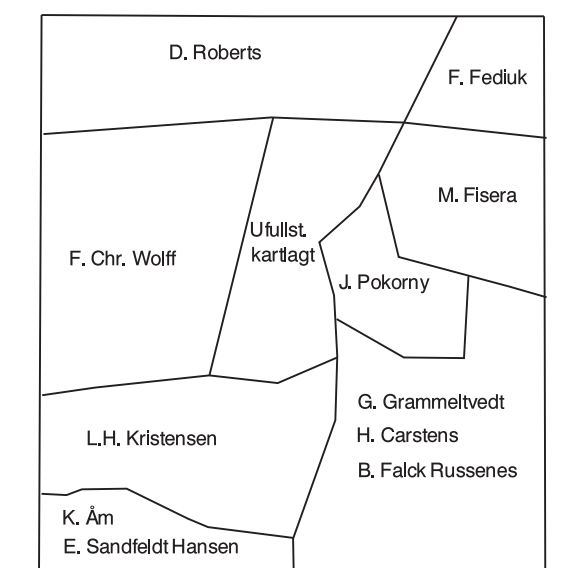 D. Roberts
F. Fediuk
M. Fisera
Ufullst.
kartlagt
F. Chr. Wolff
J. Pokorny
G. Grammeltvedt
L.H. Kristensen
H. Carstens
B. Falck Russenes
K. Åm
E. Sandfeldt Hansen